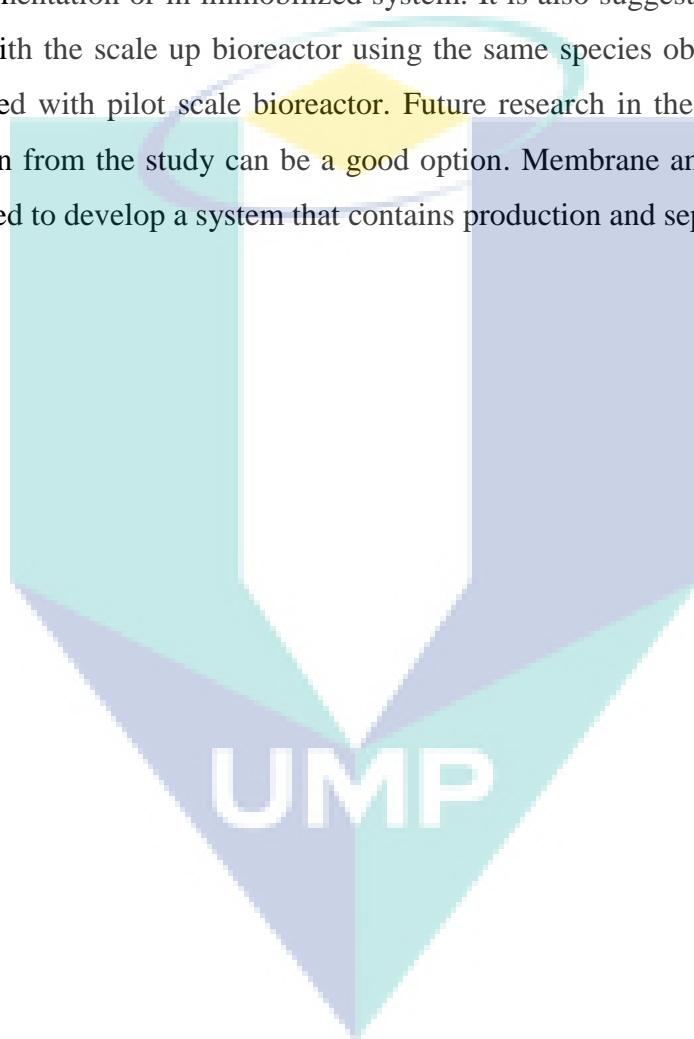 mentation or in immobilized system. It is also suggest
ith the scale up bioreactor using the same species ob
ed with pilot scale bioreactor. Future research in the
n from the study can be a good option. Membrane an
ed to develop a system that contains production and sep
UMP